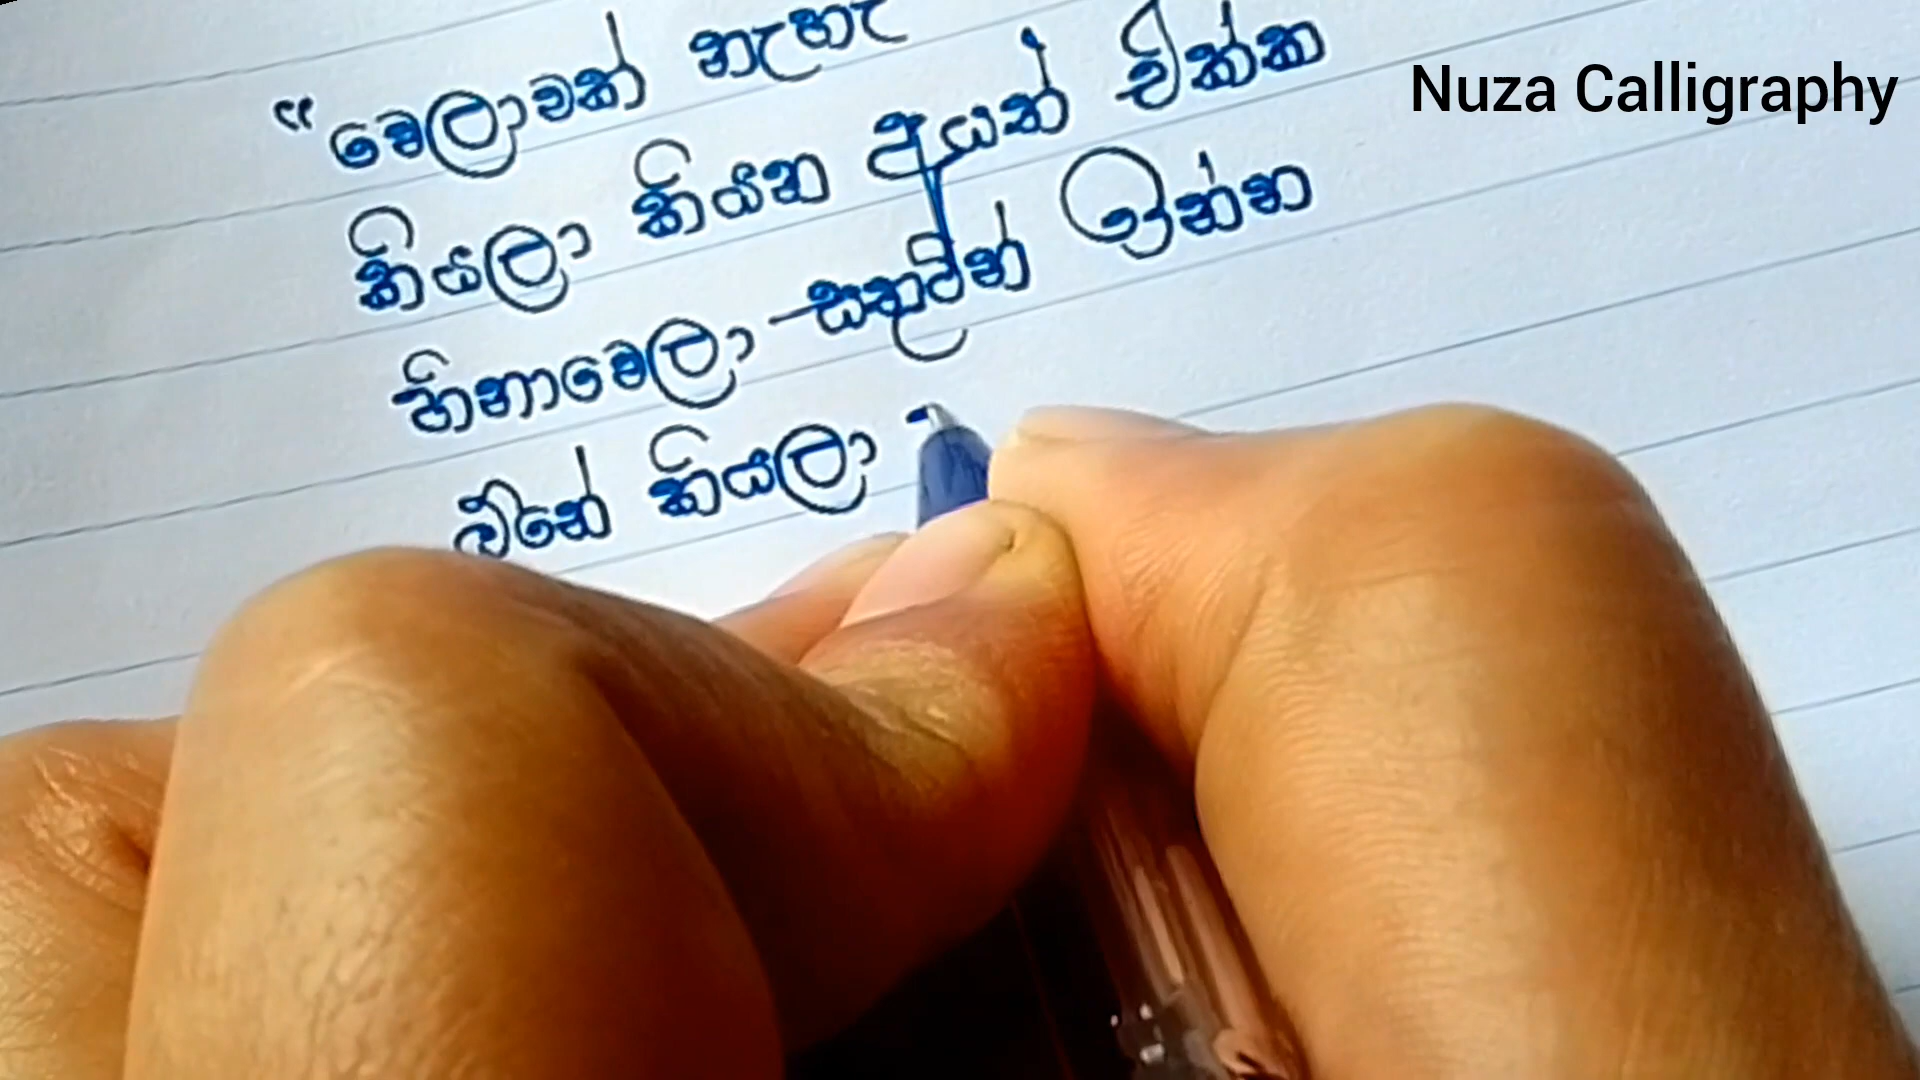 "වෙලාවක් නැහැ
කියලා කියන අයත් එක්ක
හිනාවෙලා සතුටින් ඉන්න
ඕනේ කියලා
Nuza Calligraphy